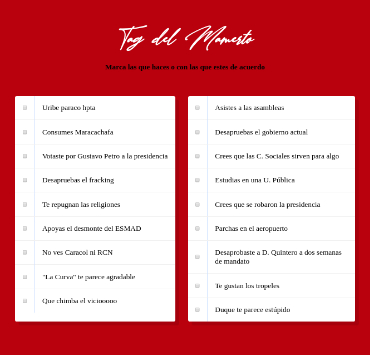 Tag del Mamerto
Marca las que haces o con las que estés de acuerdo
Uribe paraco hpta
Consumes Maracachafa
Votaste por Gustavo Petro a la presidencia
Desapruebas el fracking
Te repugnan las religiones
Apoyas el desmonte del ESMAD
No ves Caracol ni RCN
"La Curva" te parece agradable
Que chimba el viciooono
Asistes a las asambleas
Desapruebas el gobierno actual
Crees que las C. Sociales sirven para algo
Estudias en una U. Pública
Crees que se robaron la presidencia
Parchas en el aeropuerto
Desaprobaste a D. Quintero a dos semanas
de mandato
Te gustan los tropeles
Duque te parece estúpido